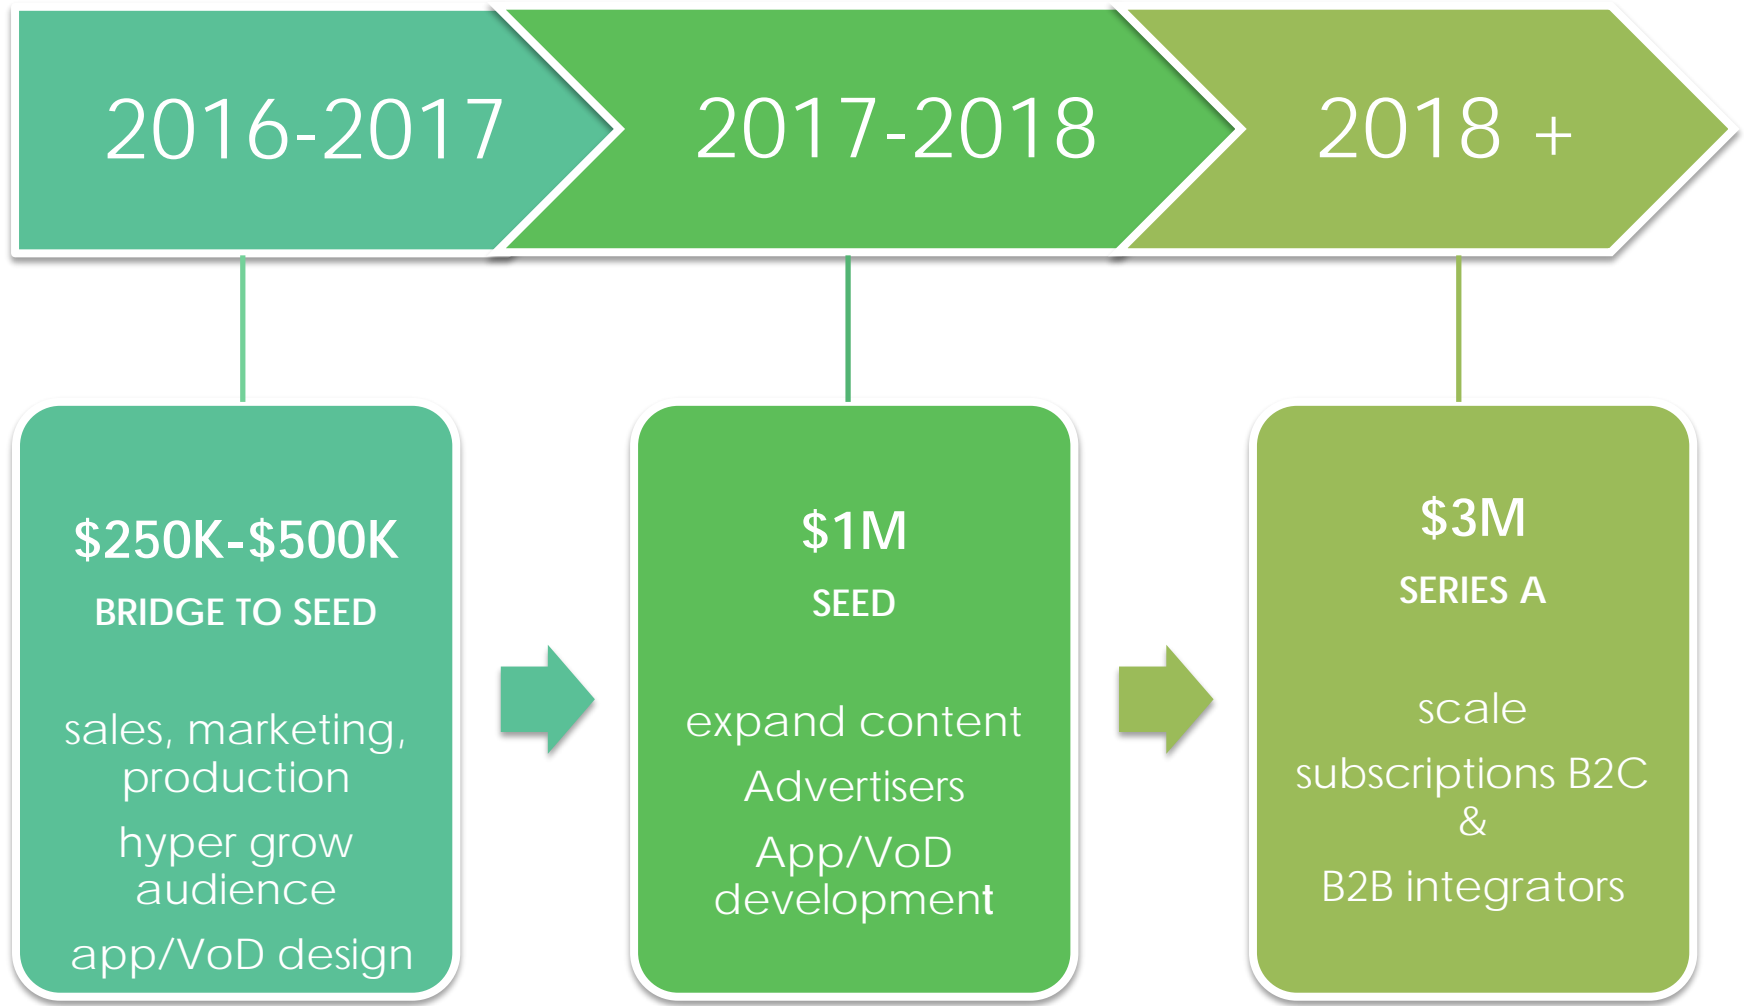 2016-2017
2017-2018
2018 +
$250K-$500K
BRIDGE TO SEED
sales, marketing,
production
hyper grow
audience
app/VoD design
$1M
SEED
expand content
Advertisers
App/VoD
development
$3M
SERIES A
scale
subscriptions B2C
&
B2B integrators